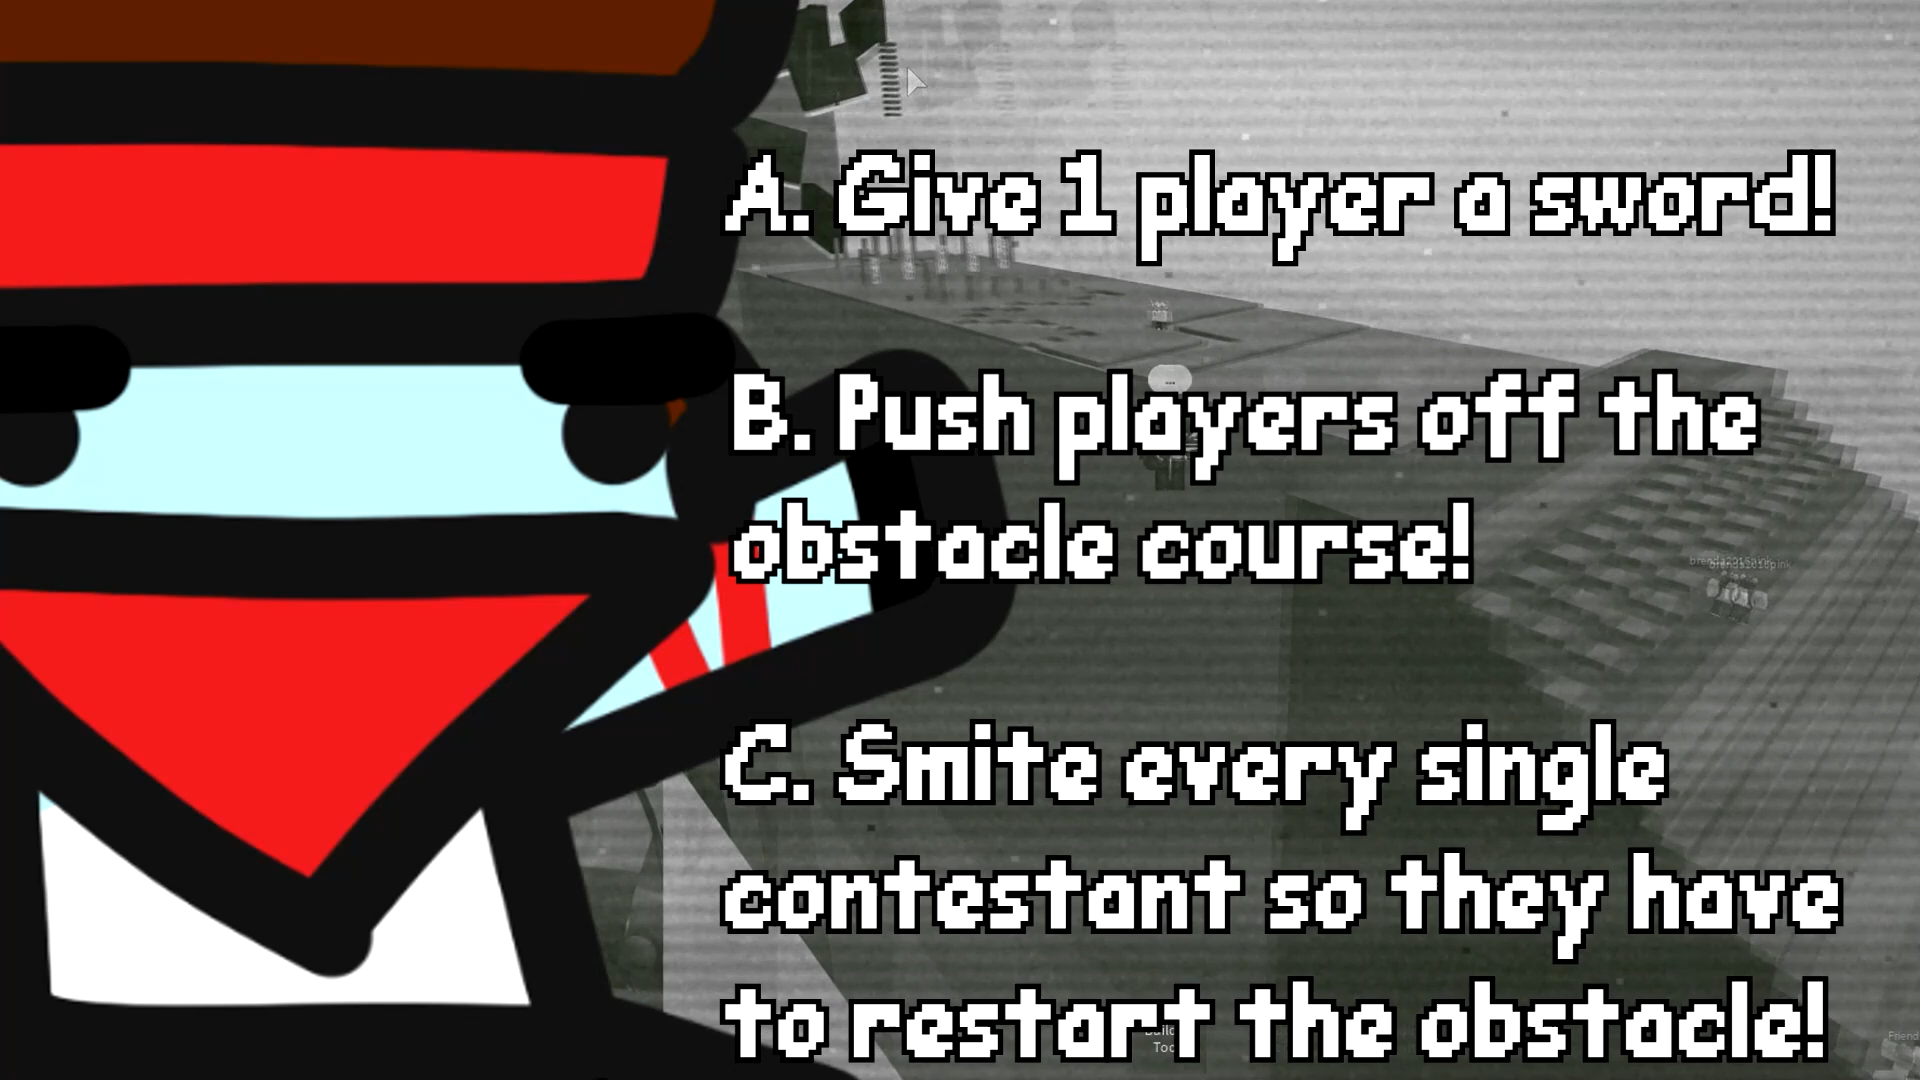 A. Give 1 player a sword!
B. Push players off the
obstacle course!
C. Smite every single
contestant so they have
to restart the obstacle!